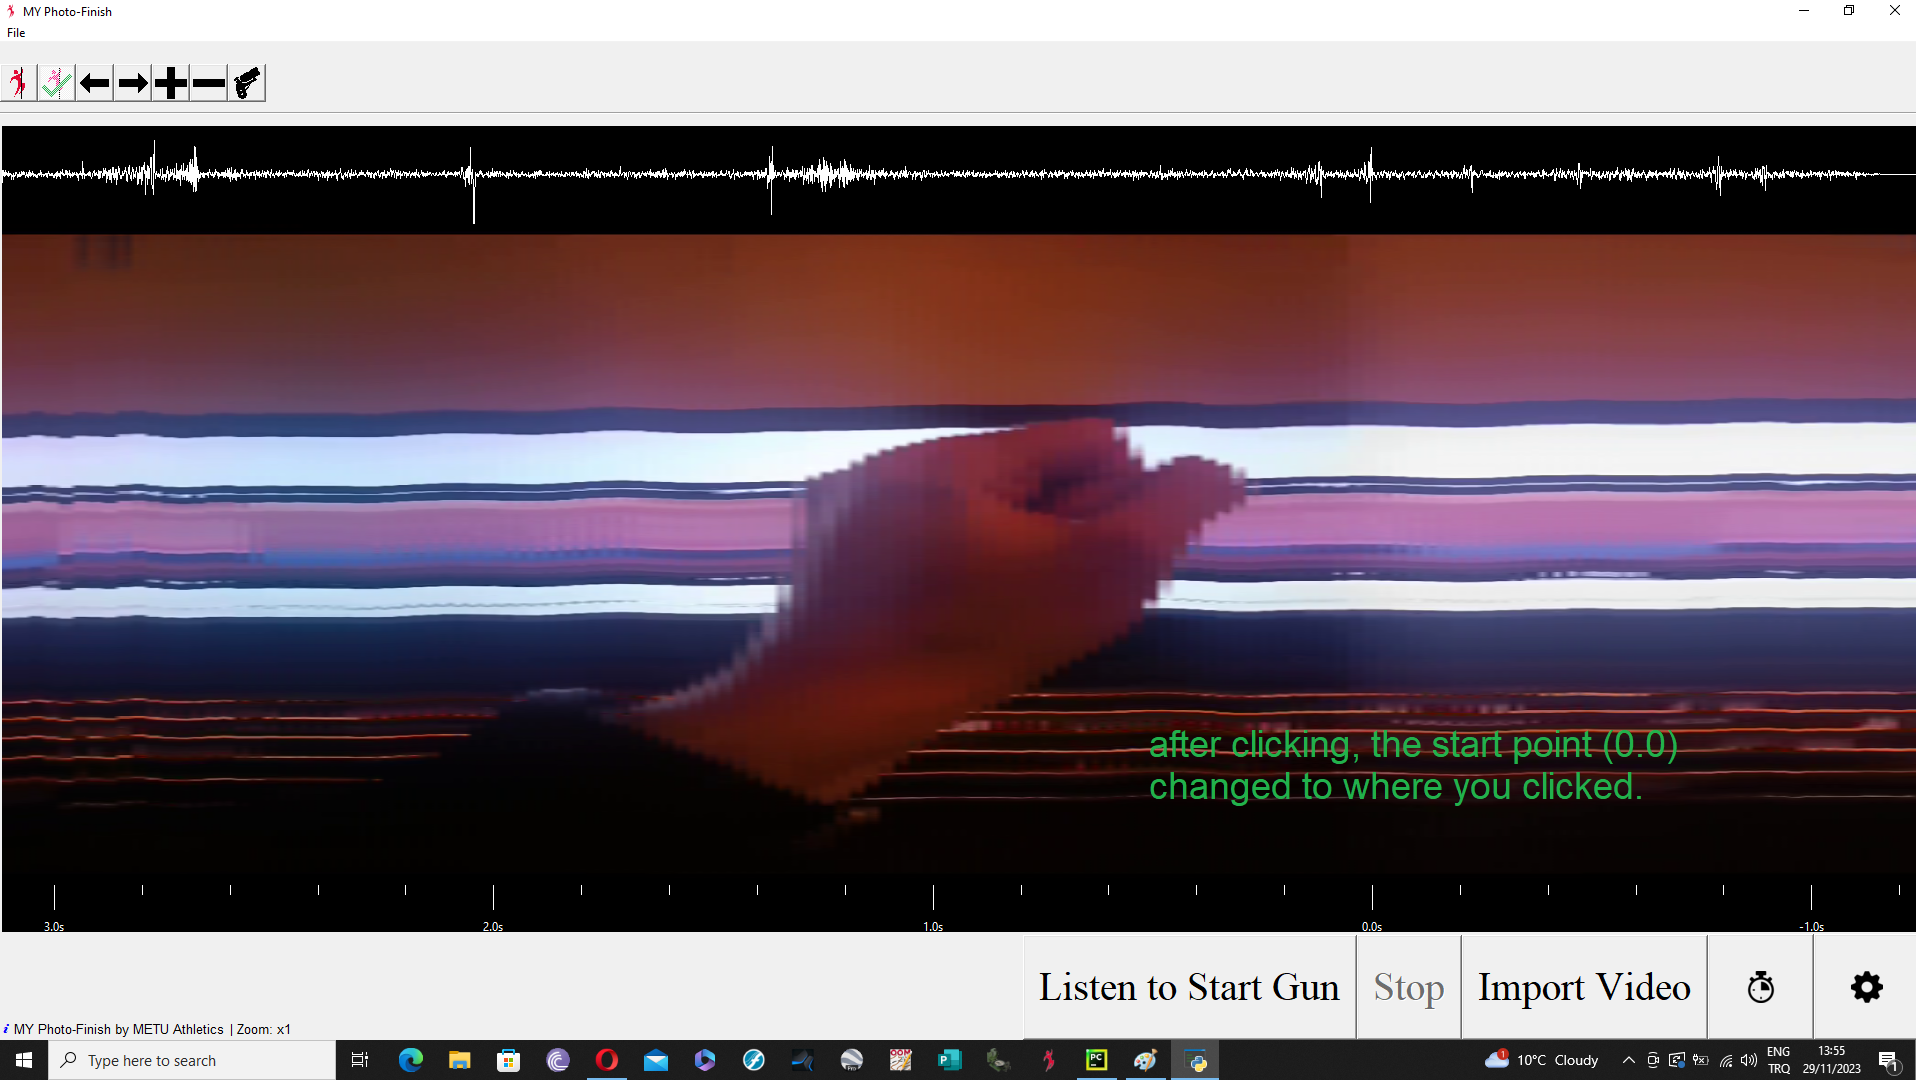 MY Photo-Finish
File
after clicking, the start point (0.0)
changed to where you clicked.
3.0s 2.0s 1.0s 0.0s -1.0s
Listen to Start Gun Stop Import Video
i MY Photo-Finish by METU Athletics | Zoom: x1
Type here to search
1 10°C Cloudy
ENG 13:55
TRQ 29/11/2023 1